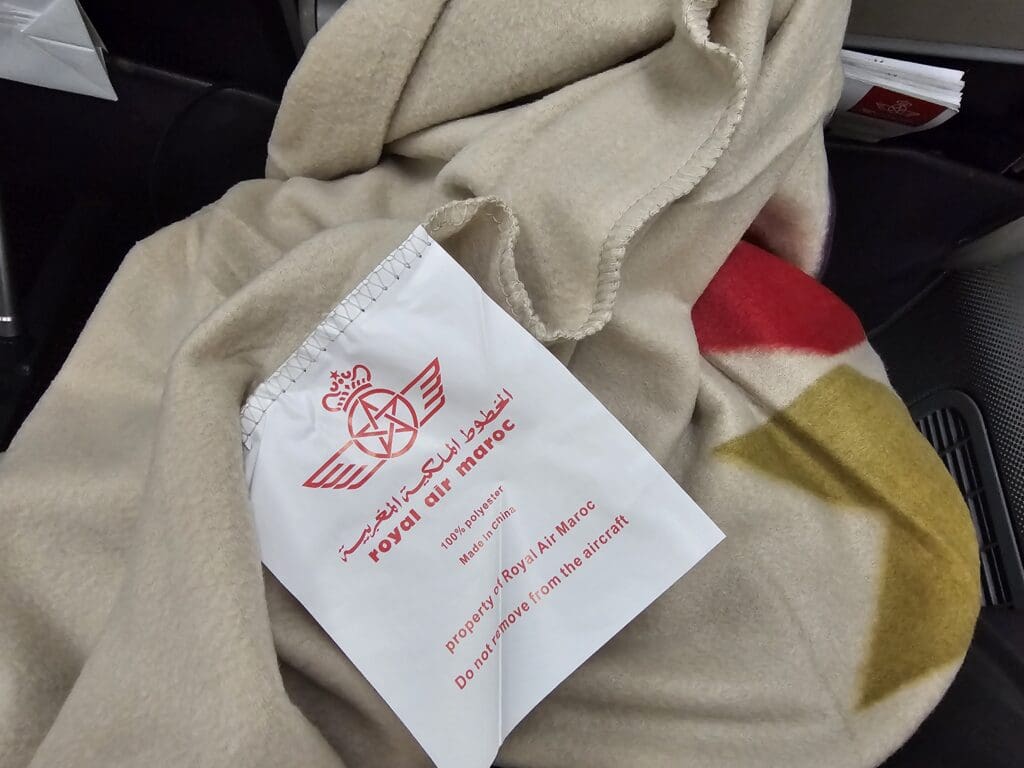 الخطوط الملكية المغربية
royal air maroc
100% polyester
Made in china
property of Royal Air Maroc
Do not remove from the aircraft